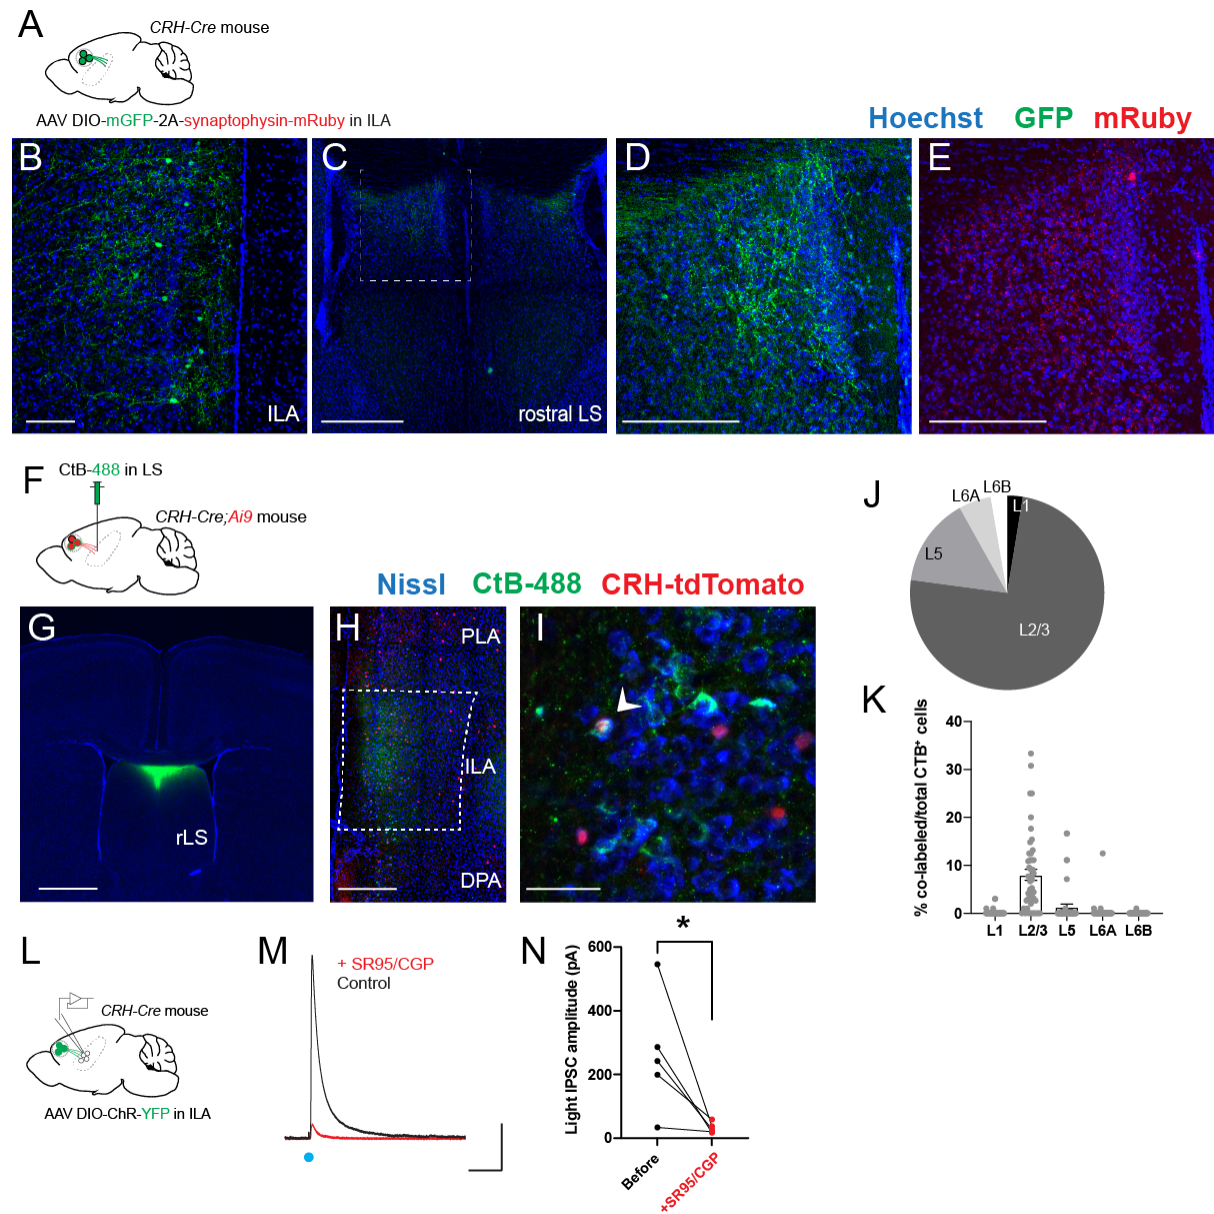 A
CRH-Cre mouse
AAV DIO-mGFP-2A-synaptophysin-mRuby in ILA
Hoechst GFP mRuby
B
ILA
C
rostral LS
D
E
F
CtB-488 in LS
CRH-Cre;Ai9 mouse
Nissl CtB-488 CRH-tdTomato
G
rLS
H
PLA
ILA
DPA
I
J
L6B
L6A
L1
L5
L2/3
K
% co-labeled/total CTB+ cells
40
30
20
10
0
L1 L2/3 L5 L6A L6B
L
CRH-Cre mouse
AAV DIO-ChR-YFP in ILA
M
+ SR95/CGP
Control
N
*
Light IPSC amplitude (pA)
600
400
200
0
Before
+SR95/CGP